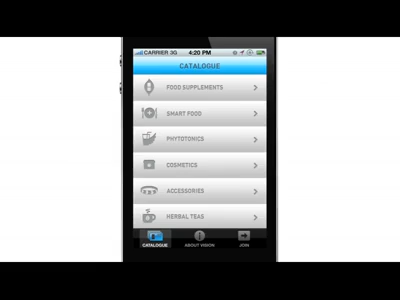 CARRIER 3G 4:20 PM
CATALOGUE
FOOD SUPPLEMENTS
SMART FOOD
PHYTOTONICS
COSMETICS
ACCESSORIES
HERBAL TEAS
CATALOGUE ABOUT VISION JOIN